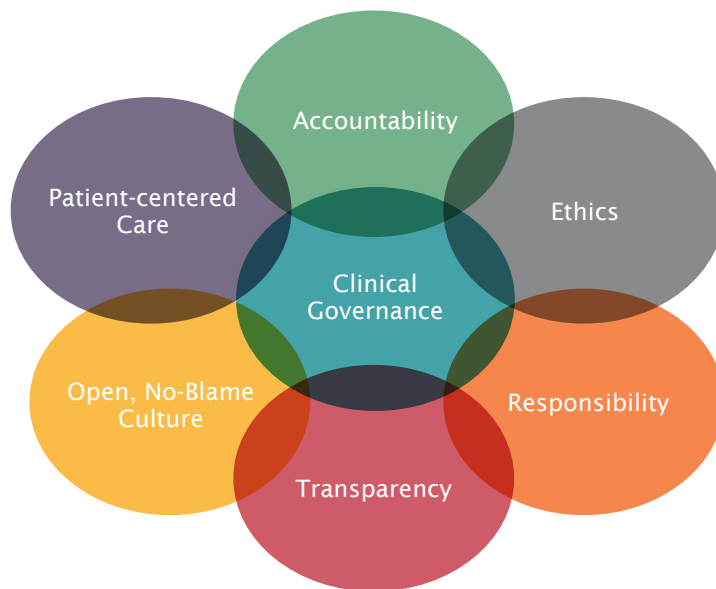 Accountability
Patient-centered
Care
Ethics
Clinical
Governance
Open, No-Blame
Culture
Responsibility
Transparency